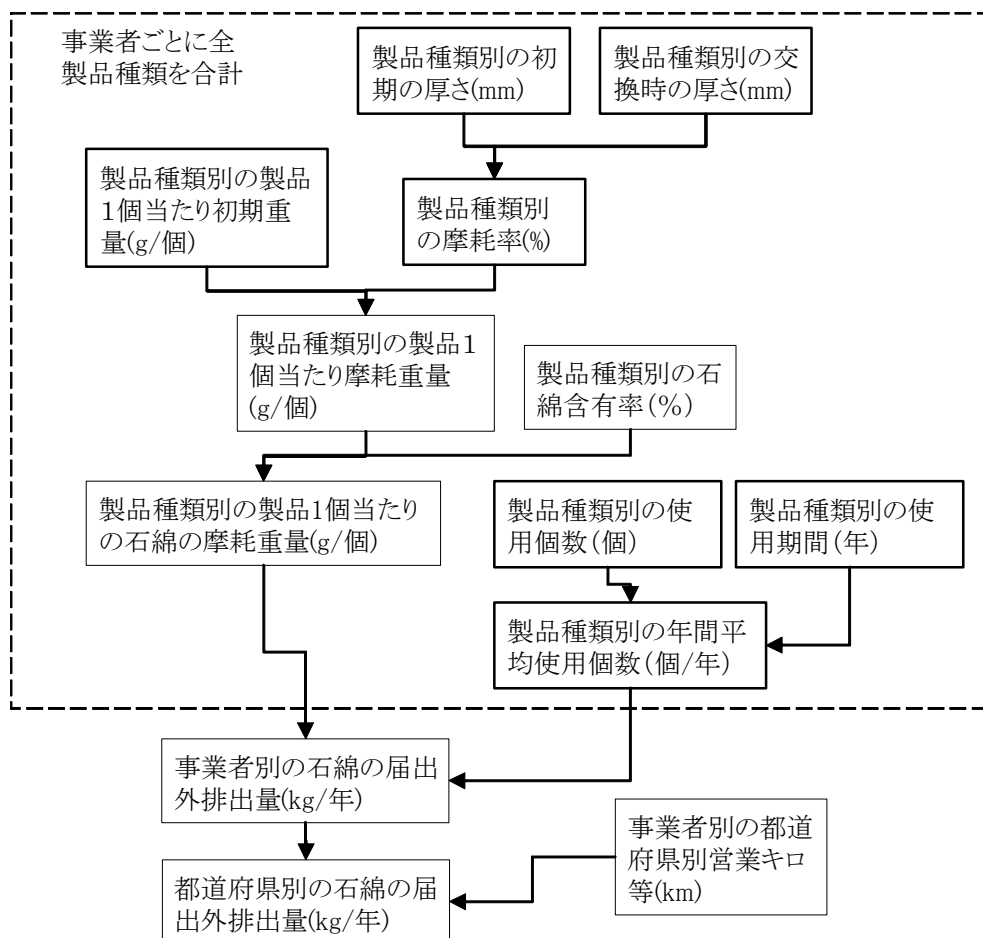 事業者ごとに全
製品種類を合計
製品種類別の初
期の厚さ(mm)
製品種類別の交
換時の厚さ(mm)
製品種類別の製品
1個当たり初期重
量(g/個)
製品種類別
の摩耗率(%)
製品種類別の製品1
個当たり摩耗重量
(g/個)
製品種類別の石
綿含有率(%)
製品種類別の製品1個当たり
の石綿の摩耗重量(g/個)
製品種類別の使
用個数(個)
製品種類別の使
用期間(年)
製品種類別の年間平
均使用個数(個/年)
事業者別の石綿の届出
外排出量(kg/年)
事業者別の都道
府県別営業キロ
等(km)
都道府県別の石綿の届
出外排出量(kg/年)